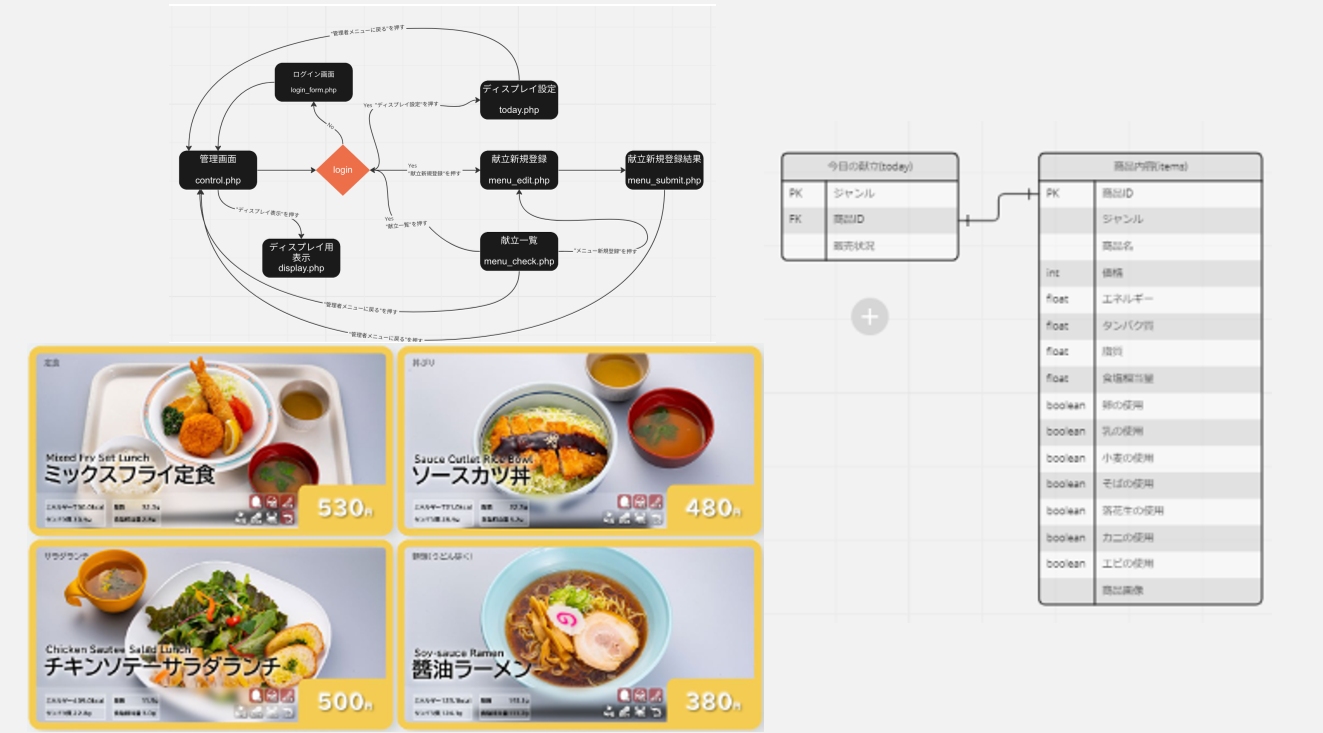 "管理者メニューに戻る"を押す
ログイン画面
login_form.php
ディスプレイ設定
today.php
Yes "ディスプレイ設定"を押す
No
管理画面
control.php
login
Yes
"献立新規登録"を押す
献立新規登録
menu_edit.php
献立新規登録結果
menu_submit.php
"ディスプレイ表示"を押す
Yes
"献立一覧"を押す
ディスプレイ用
表示
display.php
献立一覧
menu_check.php
"メニュー新規登録"を押す
"管理者メニューに戻る"を押す
"管理者メニューに戻る"を押す
定食
Mixed Fry Set Lunch
ミックスフライ定食
530円
丼ぶり
Sauce Cutlet Rice Bowl
ソースカツ丼
480円
サラダランチ
Chicken Sautee Salad Lunch
チキンソテーサラダランチ
500円
Soy-sauce Ramen
醤油ラーメン
380円
今日の献立(today)
PK ジャンル
FK 商品ID
販売状況
商品内容(items)
PK 商品ID
ジャンル
商品名
int 価格
float エネルギー
float タンパク質
float 脂質
float 食塩相当量
boolean 卵の使用
boolean 乳の使用
boolean 小麦の使用
boolean そばの使用
boolean 落花生の使用
boolean カニの使用
boolean エビの使用
商品画像